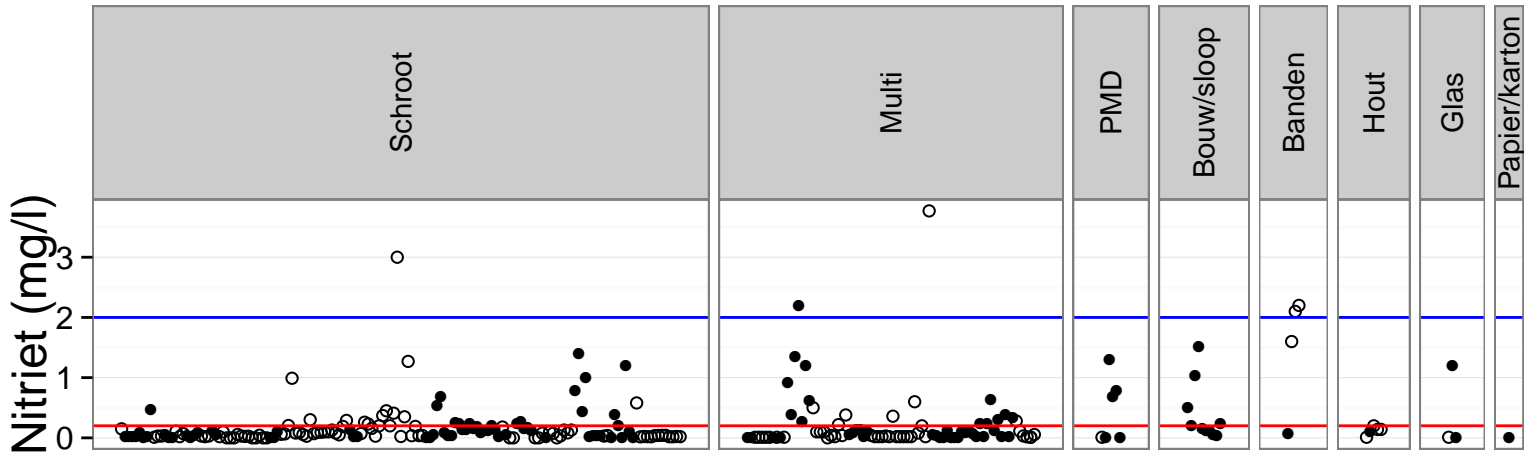 Schroot
Multi
PMD
Bouw/sloop
Banden
Hout
Glas
Papier/karton
Nitriet (mg/l)
3
2
1
0